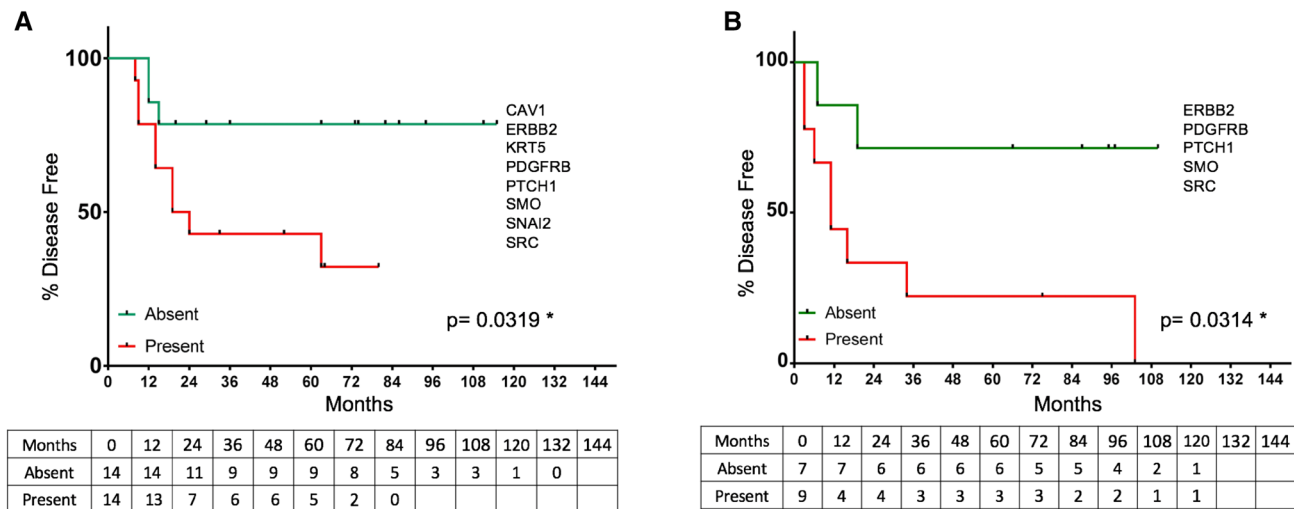 A
100
50
0
% Disease Free
CAV1
ERBB2
KRT5
PDGFRB
PTCH1
SMO
SNAI2
SRC
Absent
Present
p= 0.0319 *
0 12 24 36 48 60 72 84 96 108 120 132 144
Months
Months 0 12 24 36 48 60 72 84 96 108 120 132 144
Absent 14 14 11 9 9 9 8 5 3 3 1 0
Present 14 13 7 6 6 5 2 0
B
100
50
0
% Disease Free
ERBB2
PDGFRB
PTCH1
SMO
SRC
Absent
Present
p= 0.0314 *
0 12 24 36 48 60 72 84 96 108 120 132 144
Months
Months 0 12 24 36 48 60 72 84 96 108 120 132 144
Absent 7 7 6 6 6 6 5 5 4 2 1
Present 9 4 4 3 3 3 3 2 2 1 1